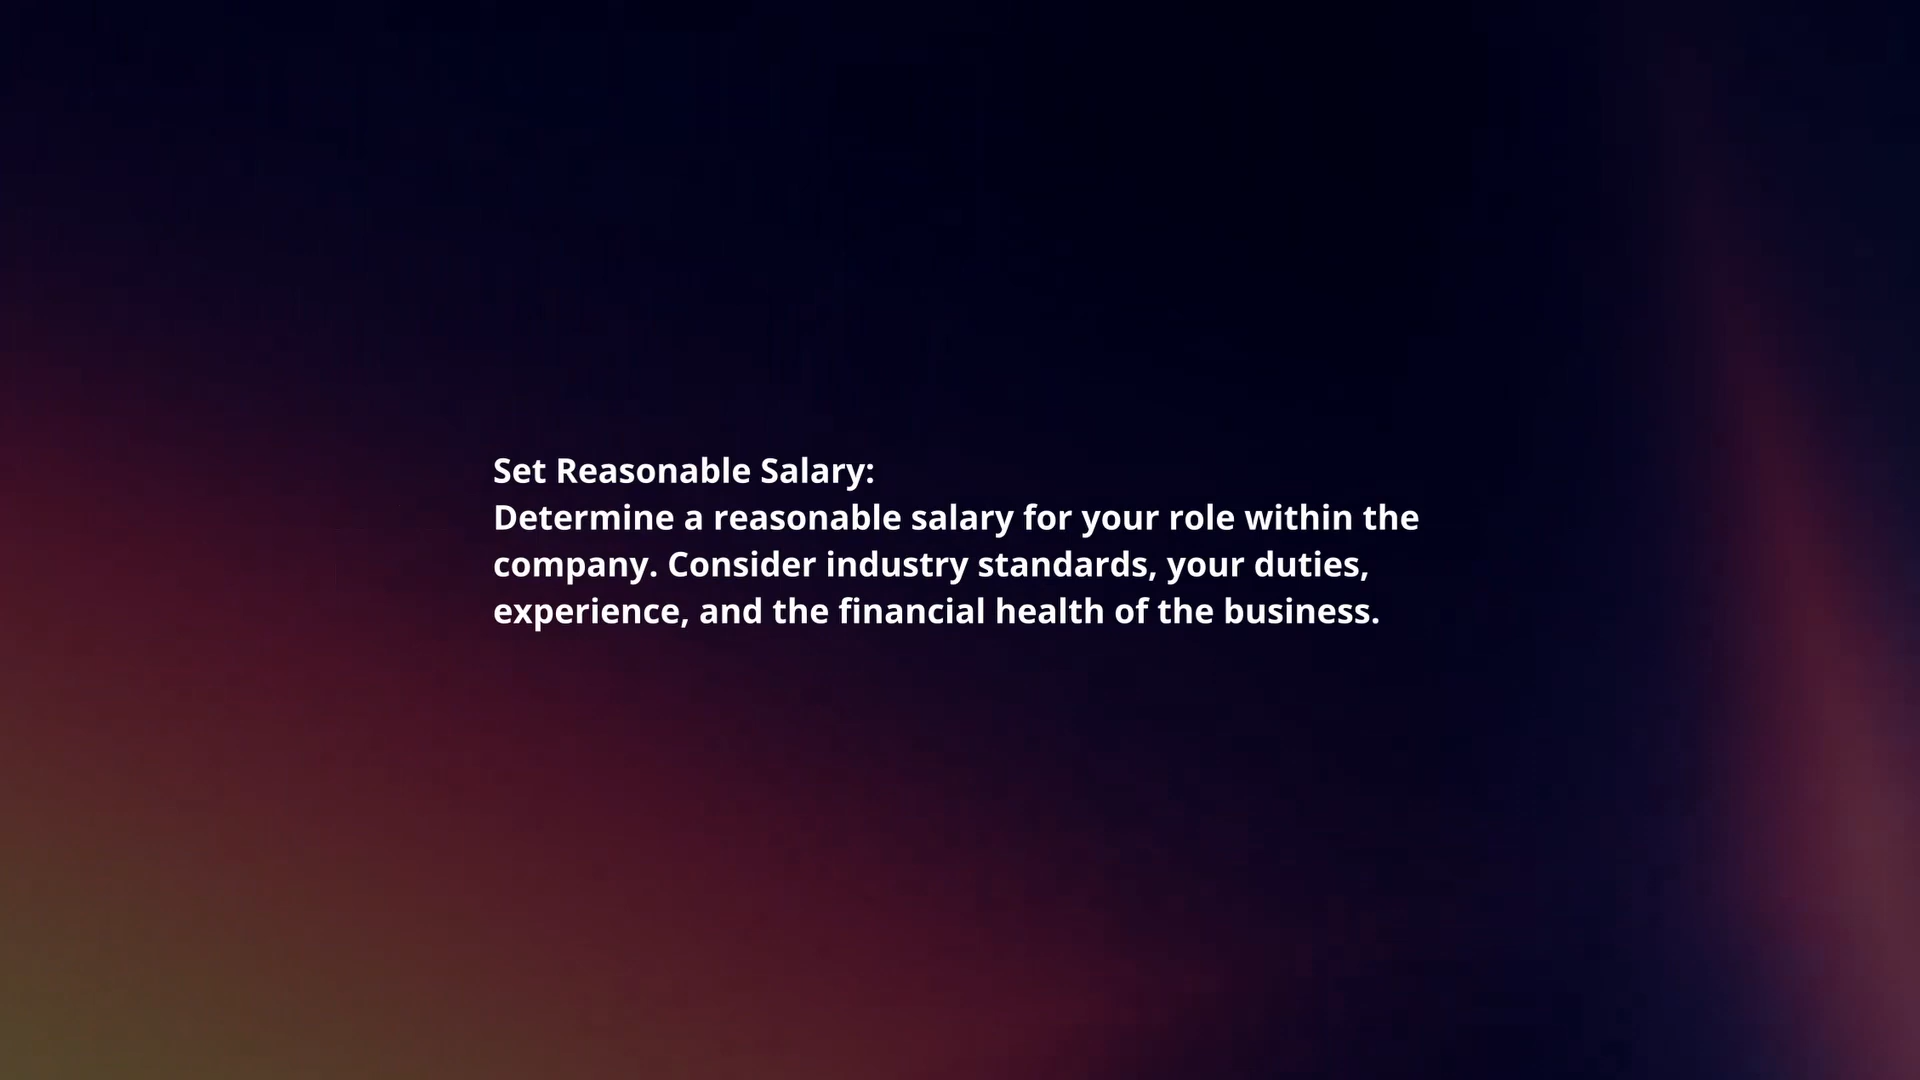 Set Reasonable Salary:
Determine a reasonable salary for your role within the
company. Consider industry standards, your duties,
experience, and the financial health of the business.